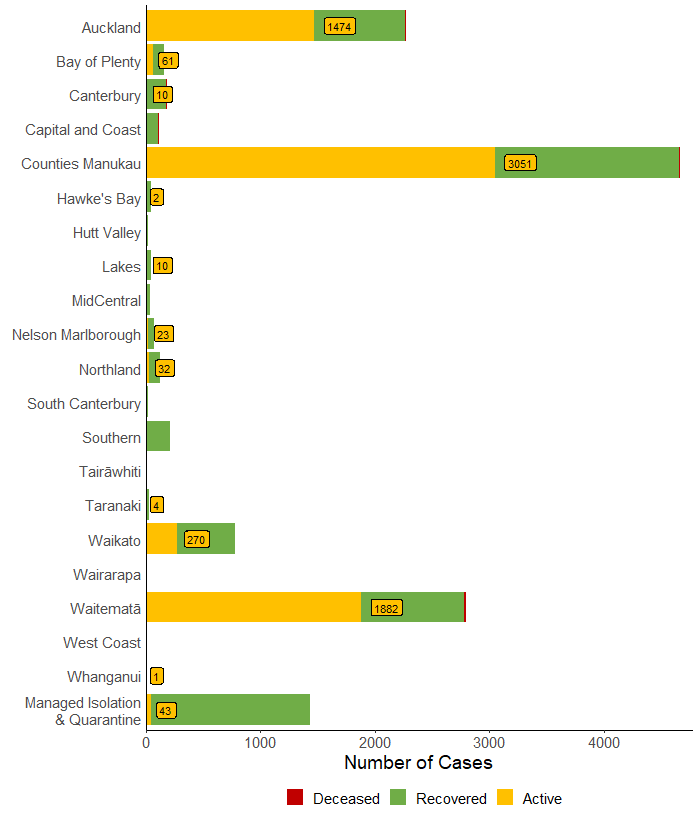 Auckland 1474
Bay of Plenty 61
Canterbury 10
Capital and Coast
Counties Manukau 3051
Hawke's Bay 2
Hutt Valley
Lakes 10
MidCentral
Nelson Marlborough 23
Northland 32
South Canterbury
Southern
Tairāwhiti
Taranaki 4
Waikato 270
Wairarapa
Waitematā 1882
West Coast
Whanganui 1
Managed Isolation
& Quarantine 43
0 1000 2000 3000 4000
Number of Cases
Deceased Recovered Active